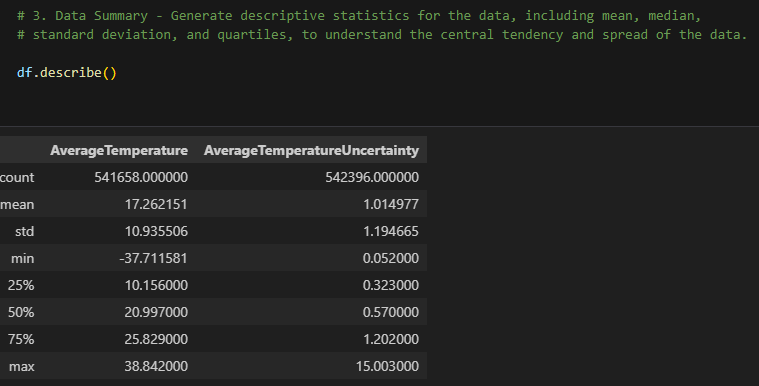 # 3. Data Summary - Generate descriptive statistics for the data, including mean, median,
# standard deviation, and quartiles, to understand the central tendency and spread of the data.
df.describe()
AverageTemperature AverageTemperatureUncertainty
count 541658.000000 542396.000000
mean 17.262151 1.014977
std 10.935506 1.194665
min -37.711581 0.052000
25% 10.156000 0.323000
50% 20.997000 0.570000
75% 25.829000 1.202000
max 38.842000 15.003000